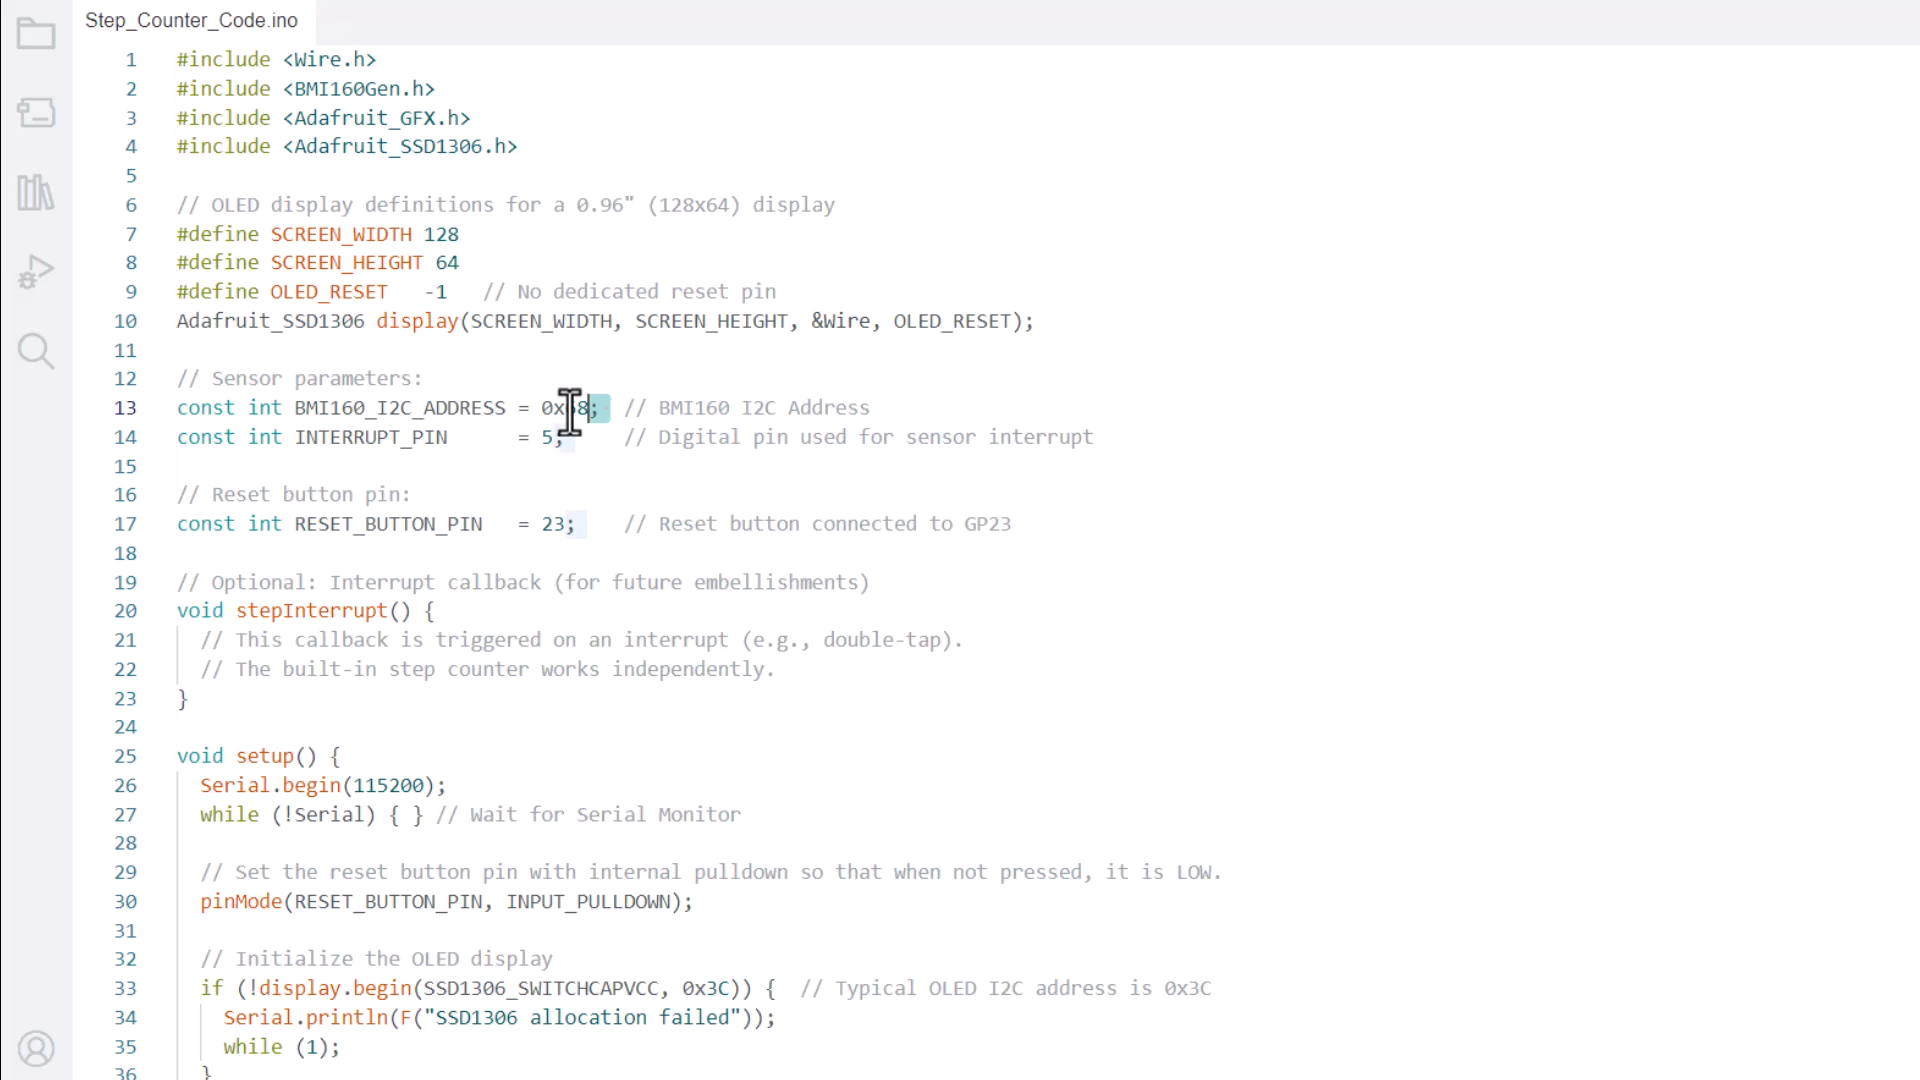 Step_Counter_Code.ino
1 #include <Wire.h>
2 #include <BMI160Gen.h>
3 #include <Adafruit_GFX.h>
4 #include <Adafruit_SSD1306.h>
5
6 // OLED display definitions for a 0.96" (128x64) display
7 #define SCREEN_WIDTH 128
8 #define SCREEN_HEIGHT 64
9 #define OLED_RESET   -1   // No dedicated reset pin
10 Adafruit_SSD1306 display(SCREEN_WIDTH, SCREEN_HEIGHT, &Wire, OLED_RESET);
11
12 // Sensor parameters:
13 const int BMI160_I2C_ADDRESS = 0x68;  // BMI160 I2C Address
14 const int INTERRUPT_PIN      = 5;     // Digital pin used for sensor interrupt
15
16 // Reset button pin:
17 const int RESET_BUTTON_PIN   = 23;    // Reset button connected to GP23
18
19 // Optional: Interrupt callback (for future embellishments)
20 void stepInterrupt() {
21   // This callback is triggered on an interrupt (e.g., double-tap).
22   // The built-in step counter works independently.
23 }
24
25 void setup() {
26   Serial.begin(115200);
27   while (!Serial) { } // Wait for Serial Monitor
28
29   // Set the reset button pin with internal pulldown so that when not pressed, it is LOW.
30   pinMode(RESET_BUTTON_PIN, INPUT_PULLDOWN);
31
32   // Initialize the OLED display
33   if (!display.begin(SSD1306_SWITCHCAPVCC, 0x3C)) {  // Typical OLED I2C address is 0x3C
34     Serial.println(F("SSD1306 allocation failed"));
35     while (1);
36   }